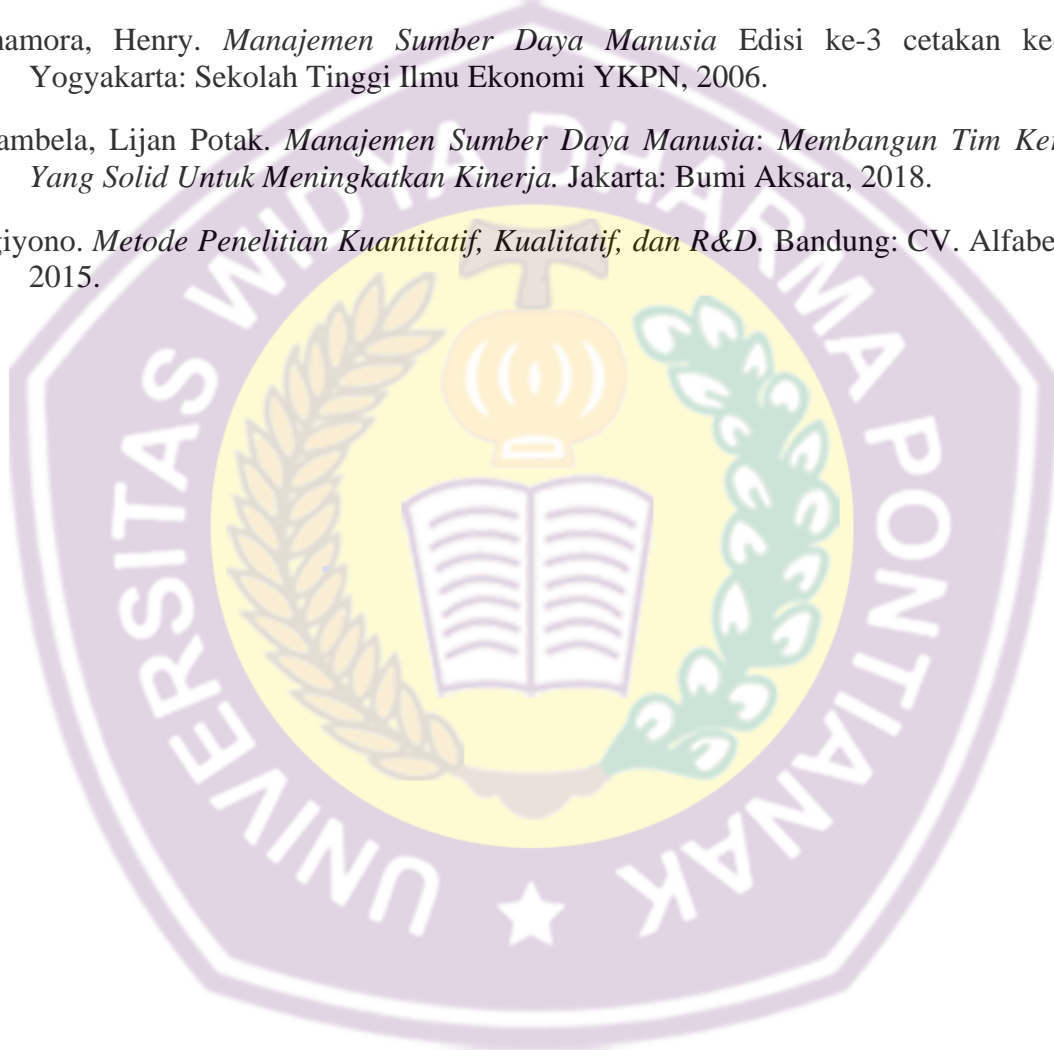 namora, Henry. Manajemen Sumber Daya Manusia Edisi ke-3 cetakan ke-
Yogyakarta: Sekolah Tinggi Ilmu Ekonomi YKPN, 2006.
ambela, Lijan Potak. Manajemen Sumber Daya Manusia: Membangun Tim Ker
Yang Solid Untuk Meningkatkan Kinerja. Jakarta: Bumi Aksara, 2018.
giyono. Metode Penelitian Kuantitatif, Kualitatif, dan R&D. Bandung: CV. Alfabe
2015.
UNIVERSITAS WIDYA DHARMA PONTIANAK